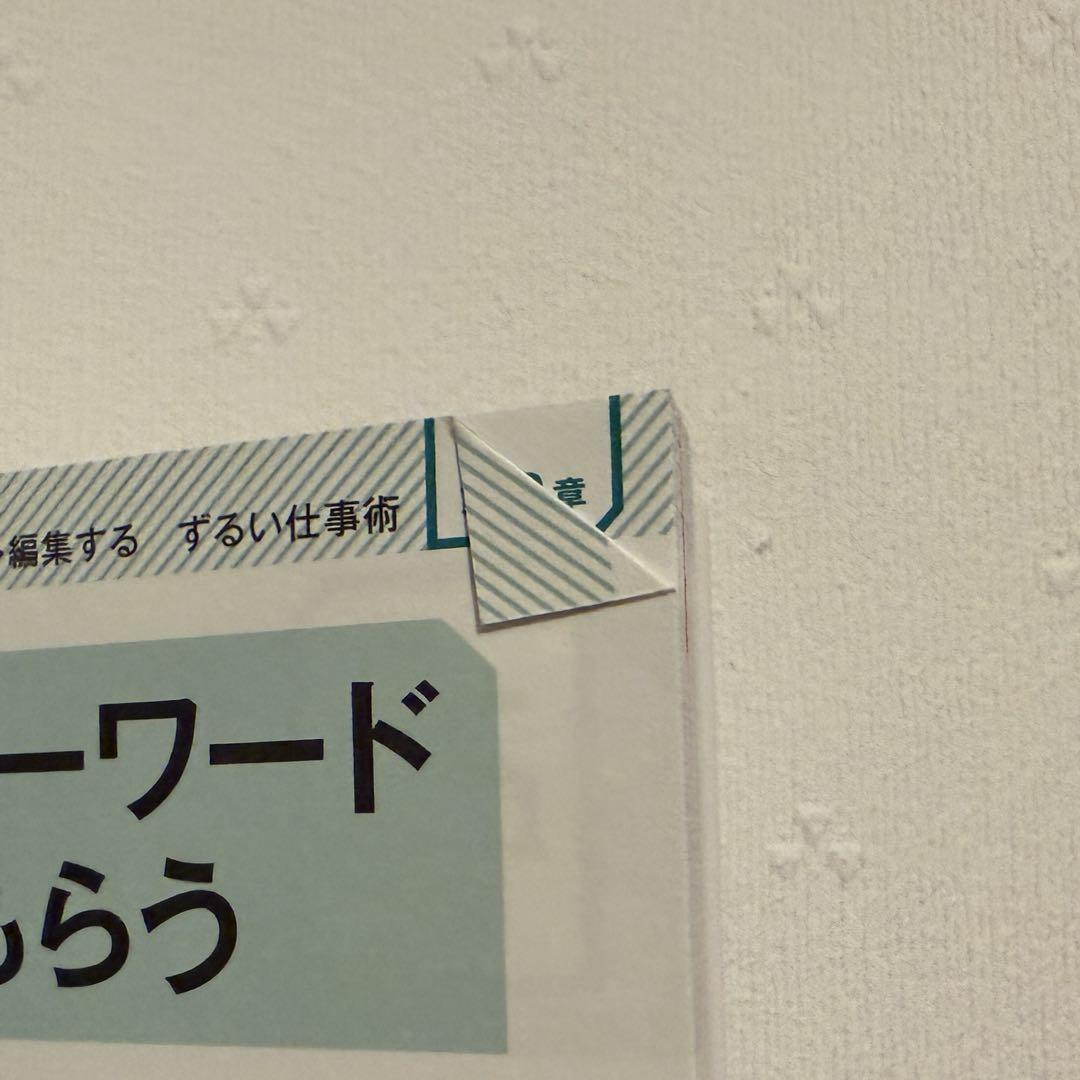 編集する ずるい仕事術
章
ーワード
らう